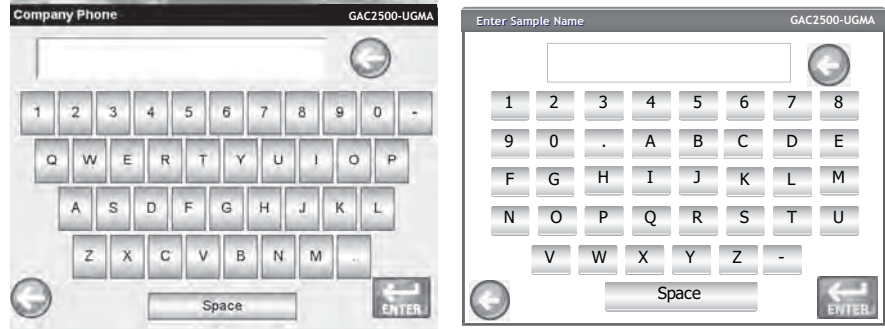 Company Phone GAC2500-UGMA
1 2 3 4 5 6 7 8 9 0 -
Q W E R T Y U I O P
A S D F G H J K L
Z X C V B N M .
Space ENTER
Enter Sample Name GAC2500-UGMA
1 2 3 4 5 6 7 8
9 0 . A B C D E
F G H I J K L M
N O P Q R S T U
V W X Y Z -
Space ENTER